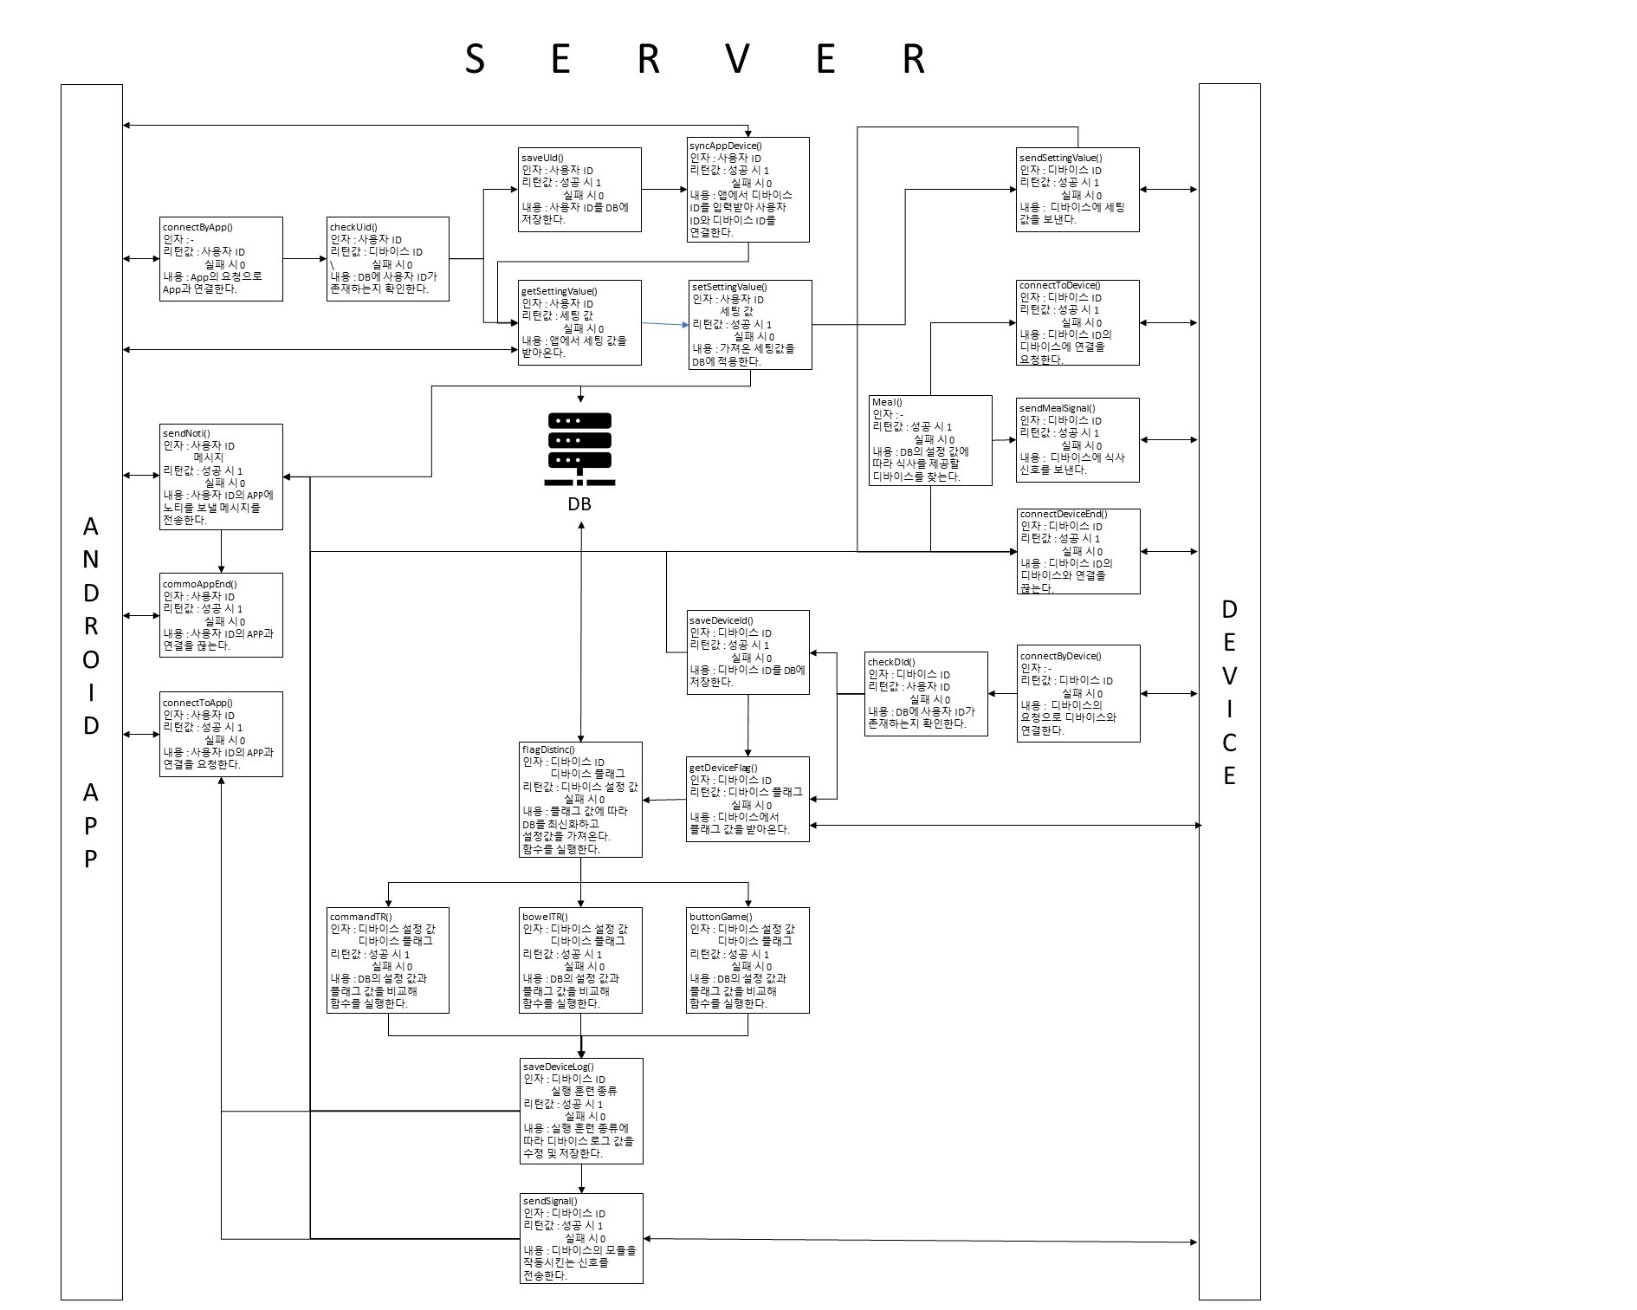 S E R V E R
ANDROID APP
DEVICE
connectByApp()
인자 : -
리턴값 : 사용자 ID
실패 시 0
내용 : App의 요청으로
App과 연결한다.
checkUid()
인자 : 사용자 ID
리턴값 : 디바이스 ID
\ 실패 시 0
내용 : DB에 사용자 ID가
존재하는지 확인한다.
saveUId()
인자 : 사용자 ID
리턴값 : 성공 시 1
실패 시 0
내용 : 사용자 ID를 DB에
저장한다.
syncAppDevice()
인자 : 사용자 ID
리턴값 : 성공 시 1
실패 시 0
내용 : 앱에서 디바이스
ID를 입력받아 사용자
ID와 디바이스 ID를
연결한다.
getSettingValue()
인자 : 사용자 ID
리턴값 : 세팅 값
실패 시 0
내용 : 앱에서 세팅 값을
받아온다.
setSettingValue()
인자 : 사용자 ID
세팅 값
리턴값 : 성공 시 1
실패 시 0
내용 : 가져온 세팅값을
DB에 적용한다.
sendSettingValue()
인자 : 디바이스 ID
리턴값 : 성공 시 1
실패 시 0
내용 : 디바이스에 세팅
값을 보낸다.
connectToDevice()
인자 : 디바이스 ID
리턴값 : 성공 시 1
실패 시 0
내용 : 디바이스 ID의
디바이스에 연결을
요청한다.
Meal()
인자 : -
리턴값 : 성공 시 1
실패 시 0
내용 : DB의 설정 값에
따라 식사를 제공할
디바이스를 찾는다.
sendMealSignal()
인자 : 디바이스 ID
리턴값 : 성공 시 1
실패 시 0
내용 : 디바이스에 식사
신호를 보낸다.
connectDeviceEnd()
인자 : 디바이스 ID
리턴값 : 성공 시 1
실패 시 0
내용 : 디바이스 ID의
디바이스와 연결을
끊는다.
DB
sendNoti()
인자 : 사용자 ID
메시지
리턴값 : 성공 시 1
실패 시 0
내용 : 사용자 ID의 APP에
노티를 보낼 메시지를
전송한다.
commoAppEnd()
인자 : 사용자 ID
리턴값 : 성공 시 1
실패 시 0
내용 : 사용자 ID의 APP과
연결을 끊는다.
connectToApp()
인자 : 사용자 ID
리턴값 : 성공 시 1
실패 시 0
내용 : 사용자 ID의 APP과
연결을 요청한다.
saveDeviceId()
인자 : 디바이스 ID
리턴값 : 성공 시 1
실패 시 0
내용 : 디바이스 ID를 DB에
저장한다.
checkDId()
인자 : 디바이스 ID
리턴값 : 사용자 ID
실패 시 0
내용 : DB에 사용자 ID가
존재하는지 확인한다.
connectByDevice()
인자 : -
리턴값 : 디바이스 ID
실패 시 0
내용 : 디바이스의
요청으로 디바이스와
연결한다.
flagDistinc()
인자 : 디바이스 ID
디바이스 플래그
리턴값 : 디바이스 설정 값
실패 시 0
내용 : 플래그 값에 따라
DB를 최신화하고
설정값을 가져온다.
함수를 실행한다.
getDeviceFlag()
인자 : 디바이스 ID
리턴값 : 디바이스 플래그
실패 시 0
내용 : 디바이스에서
플래그 값을 받아온다.
commandTR()
인자 : 디바이스 설정 값
디바이스 플래그
리턴값 : 성공 시 1
실패 시 0
내용 : DB의 설정 값과
플래그 값을 비교해
함수를 실행한다.
bowelTR()
인자 : 디바이스 설정 값
디바이스 플래그
리턴값 : 성공 시 1
실패 시 0
내용 : DB의 설정 값과
플래그 값을 비교해
함수를 실행한다.
buttonGame()
인자 : 디바이스 설정 값
디바이스 플래그
리턴값 : 성공 시 1
실패 시 0
내용 : DB의 설정 값과
플래그 값을 비교해
함수를 실행한다.
saveDeviceLog()
인자 : 디바이스 ID
실행 훈련 종류
리턴값 : 성공 시 1
실패 시 0
내용 : 실행 훈련 종류에
따라 디바이스 로그 값을
수정 및 저장한다.
sendSignal()
인자 : 디바이스 ID
리턴값 : 성공 시 1
실패 시 0
내용 : 디바이스의 모듈을
작동시킨는 신호를
전송한다.